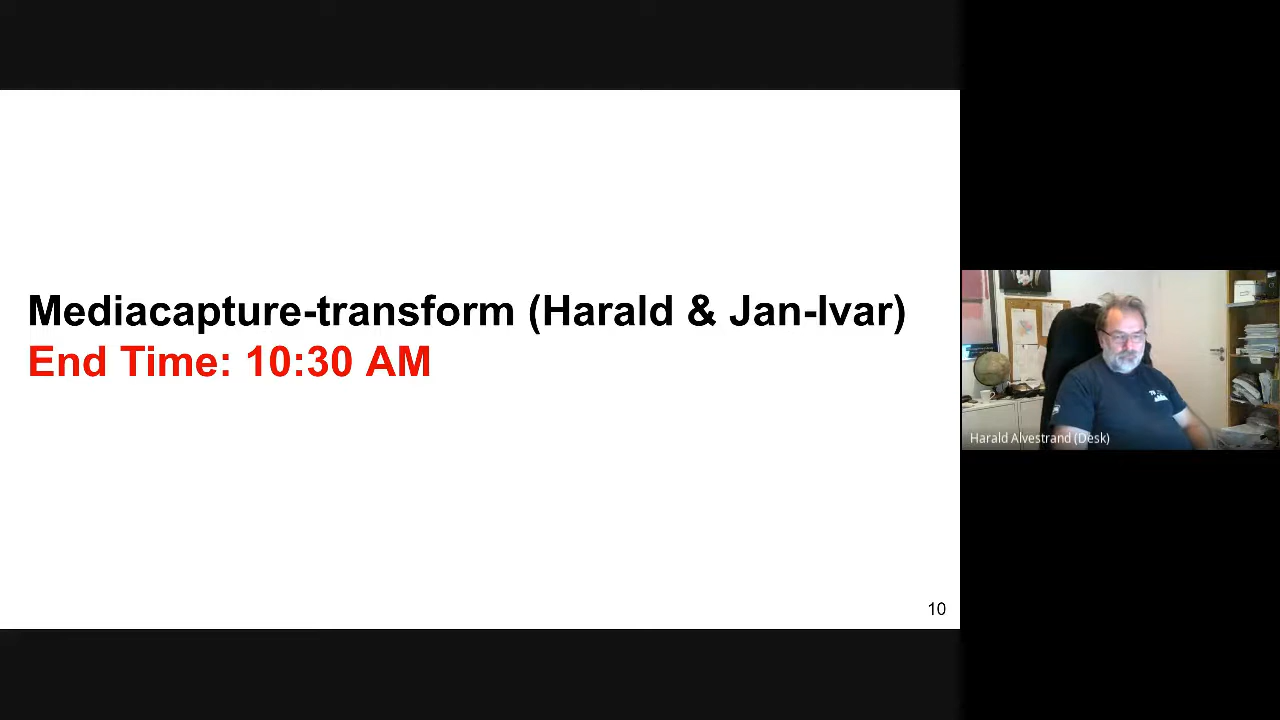 Mediacapture-transform (Harald & Jan-Ivar)
End Time: 10:30 AM
10
Harald Alvestrand (Desk)